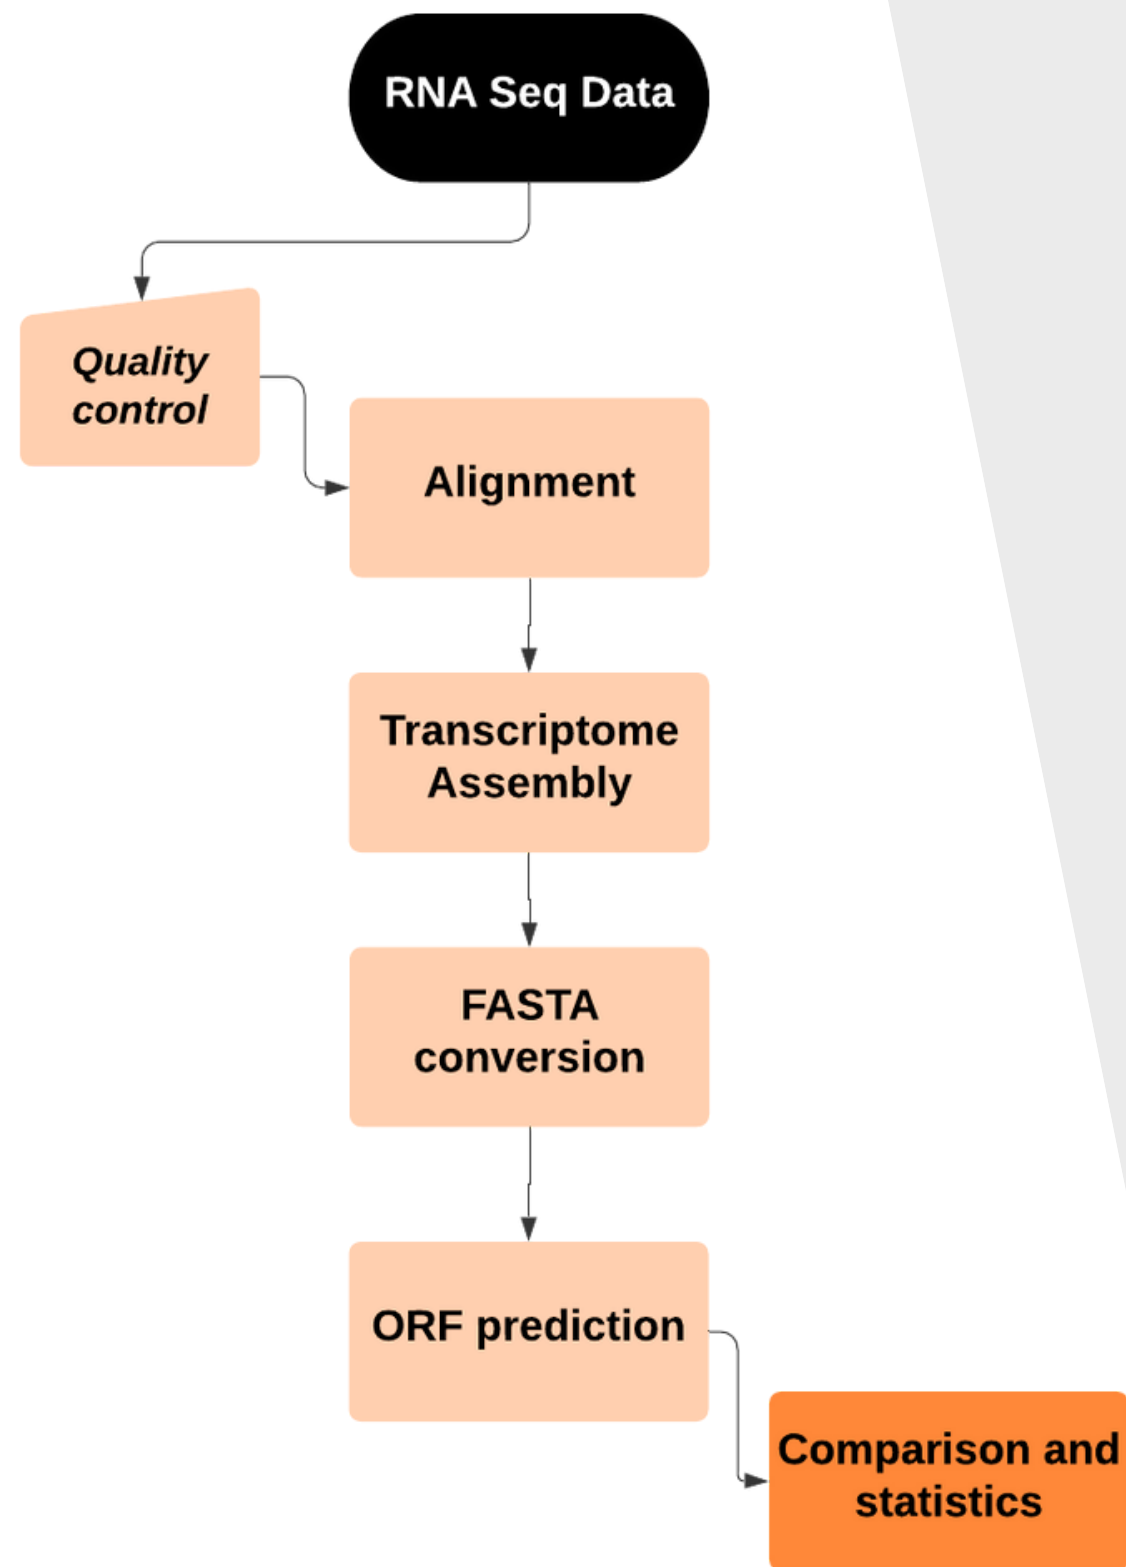 RNA Seq Data
Quality
control
Alignment
Transcriptome
Assembly
FASTA
conversion
ORF prediction
Comparison and
statistics